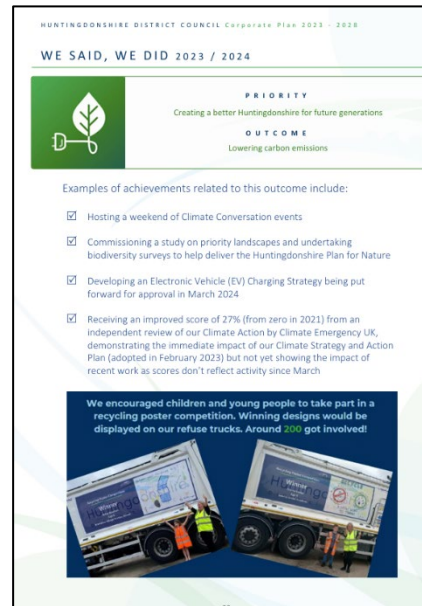 HUNTINGDONSHIRE DISTRICT COUNCIL Corporate Plan 2023 - 2028
WE SAID, WE DID 2023 / 2024
PRIORITY
Creating a better Huntingdonshire for future generations
OUTCOME
Lowering carbon emissions
Examples of achievements related to this outcome include:
Hosting a weekend of Climate Conversation events
Commissioning a study on priority landscapes and undertaking
biodiversity surveys to help deliver the Huntingdonshire Plan for Nature
Developing an Electronic Vehicle (EV) Charging Strategy being put
forward for approval in March 2024
Receiving an improved score of 27% (from zero in 2021) from an
independent review of our Climate Action by Climate Emergency UK,
demonstrating the immediate impact of our Climate Strategy and Action
Plan (adopted in February 2023) but not yet showing the impact of
recent work as scores don't reflect activity since March
We encouraged children and young people to take part in a
recycling poster competition. Winning designs would be
displayed on our refuse trucks. Around 200 got involved!
Winner
Winner